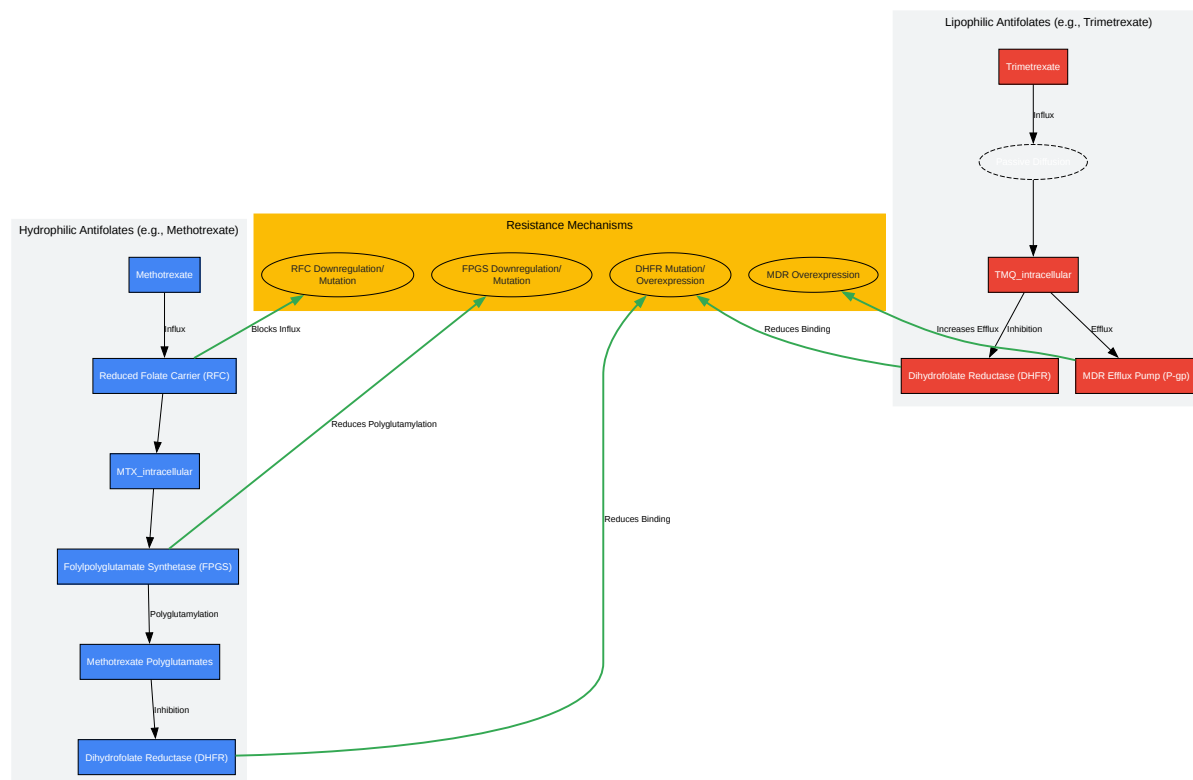 Lipophilic Antifolates (e.g., Trimetrexate)
Trimetrexate
Influx
Passive Diffusion
TMQ_intracellular
Inhibition
Efflux
Dihydrofolate Reductase (DHFR)
MDR Efflux Pump (P-gp)
Resistance Mechanisms
RFC Downregulation/
Mutation
FPGS Downregulation/
Mutation
DHFR Mutation/
Overexpression
MDR Overexpression
Blocks Influx
Reduces Polyglutamylation
Reduces Binding
Reduces Binding
Increases Efflux
Hydrophilic Antifolates (e.g., Methotrexate)
Methotrexate
Influx
Reduced Folate Carrier (RFC)
MTX_intracellular
Folylpolyglutamate Synthetase (FPGS)
Polyglutamylation
Methotrexate Polyglutamates
Inhibition
Dihydrofolate Reductase (DHFR)